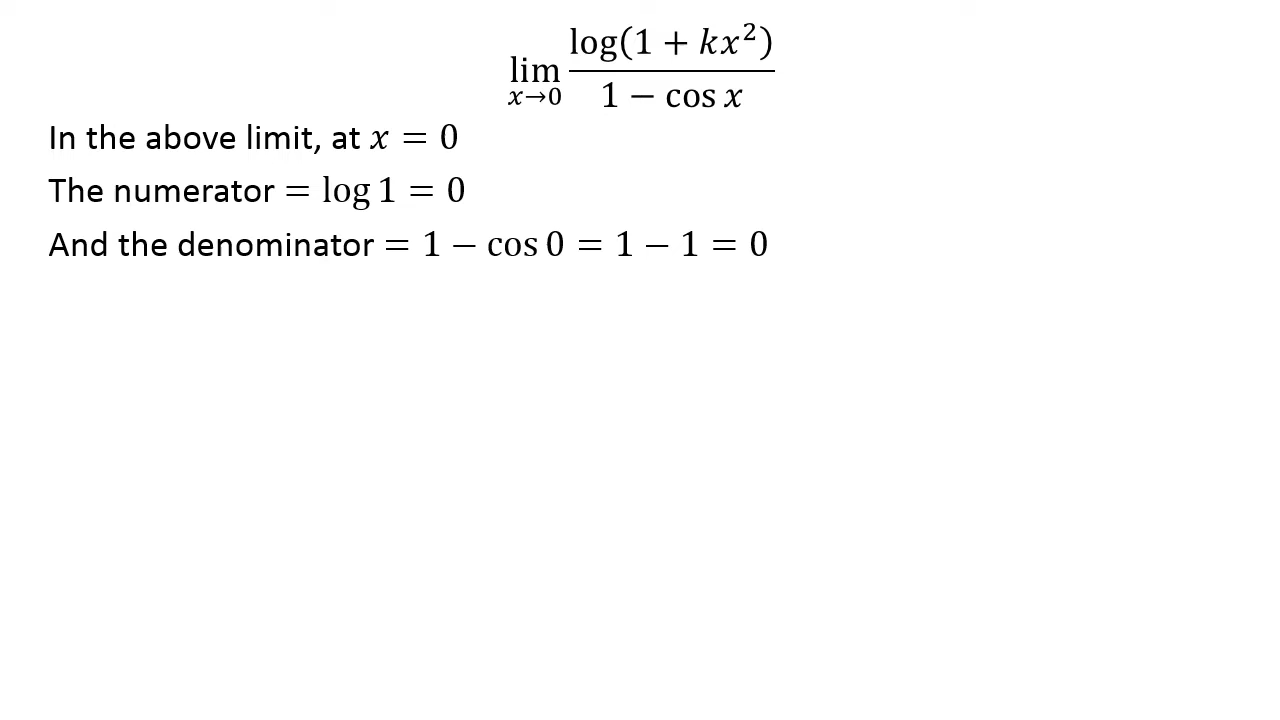 lim x→0 log(1 + kx²) / 1 − cos x
In the above limit, at x = 0
The numerator = log 1 = 0
And the denominator = 1 − cos 0 = 1 − 1 = 0